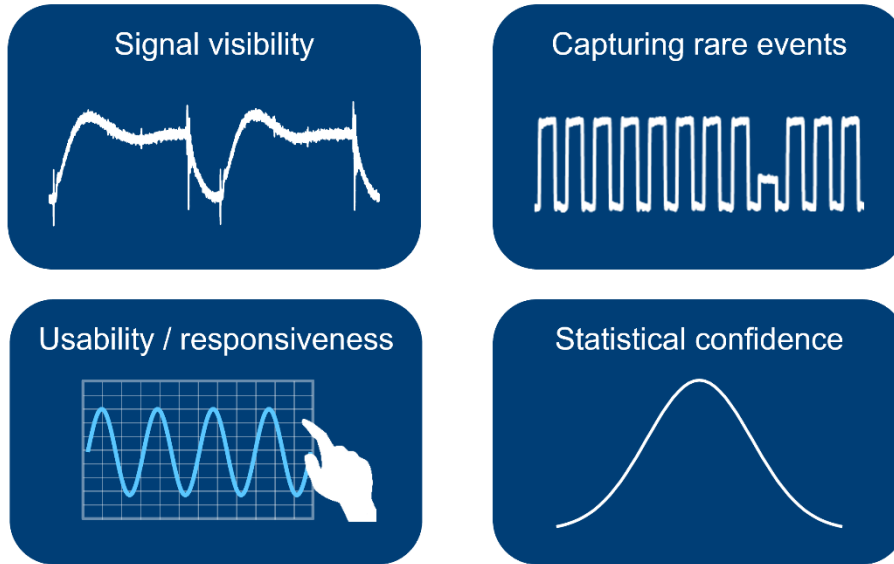 Signal visibility
Capturing rare events
Usability / responsiveness
Statistical confidence